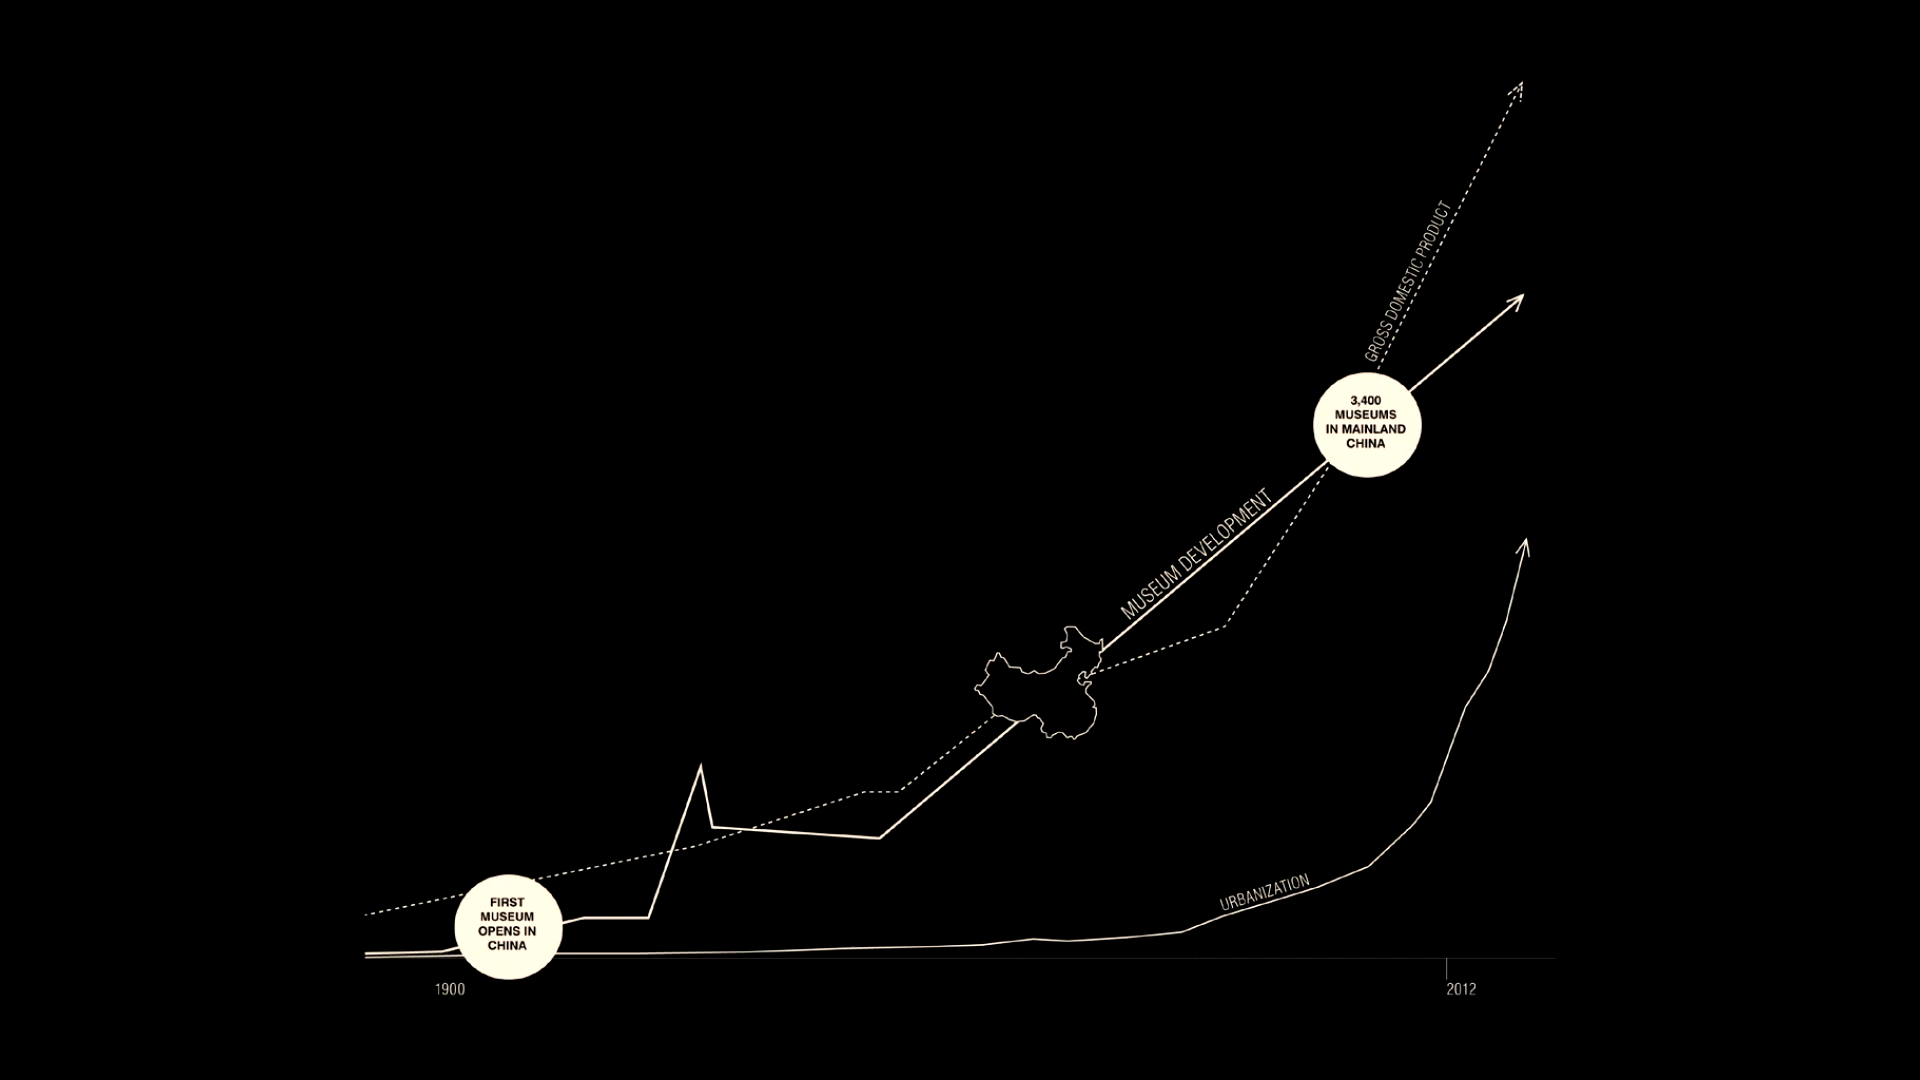 GROSS DOMESTIC PRODUCT
3,400
MUSEUMS
IN MAINLAND
CHINA
MUSEUM DEVELOPMENT
URBANIZATION
FIRST
MUSEUM
OPENS IN
CHINA
1900
2012